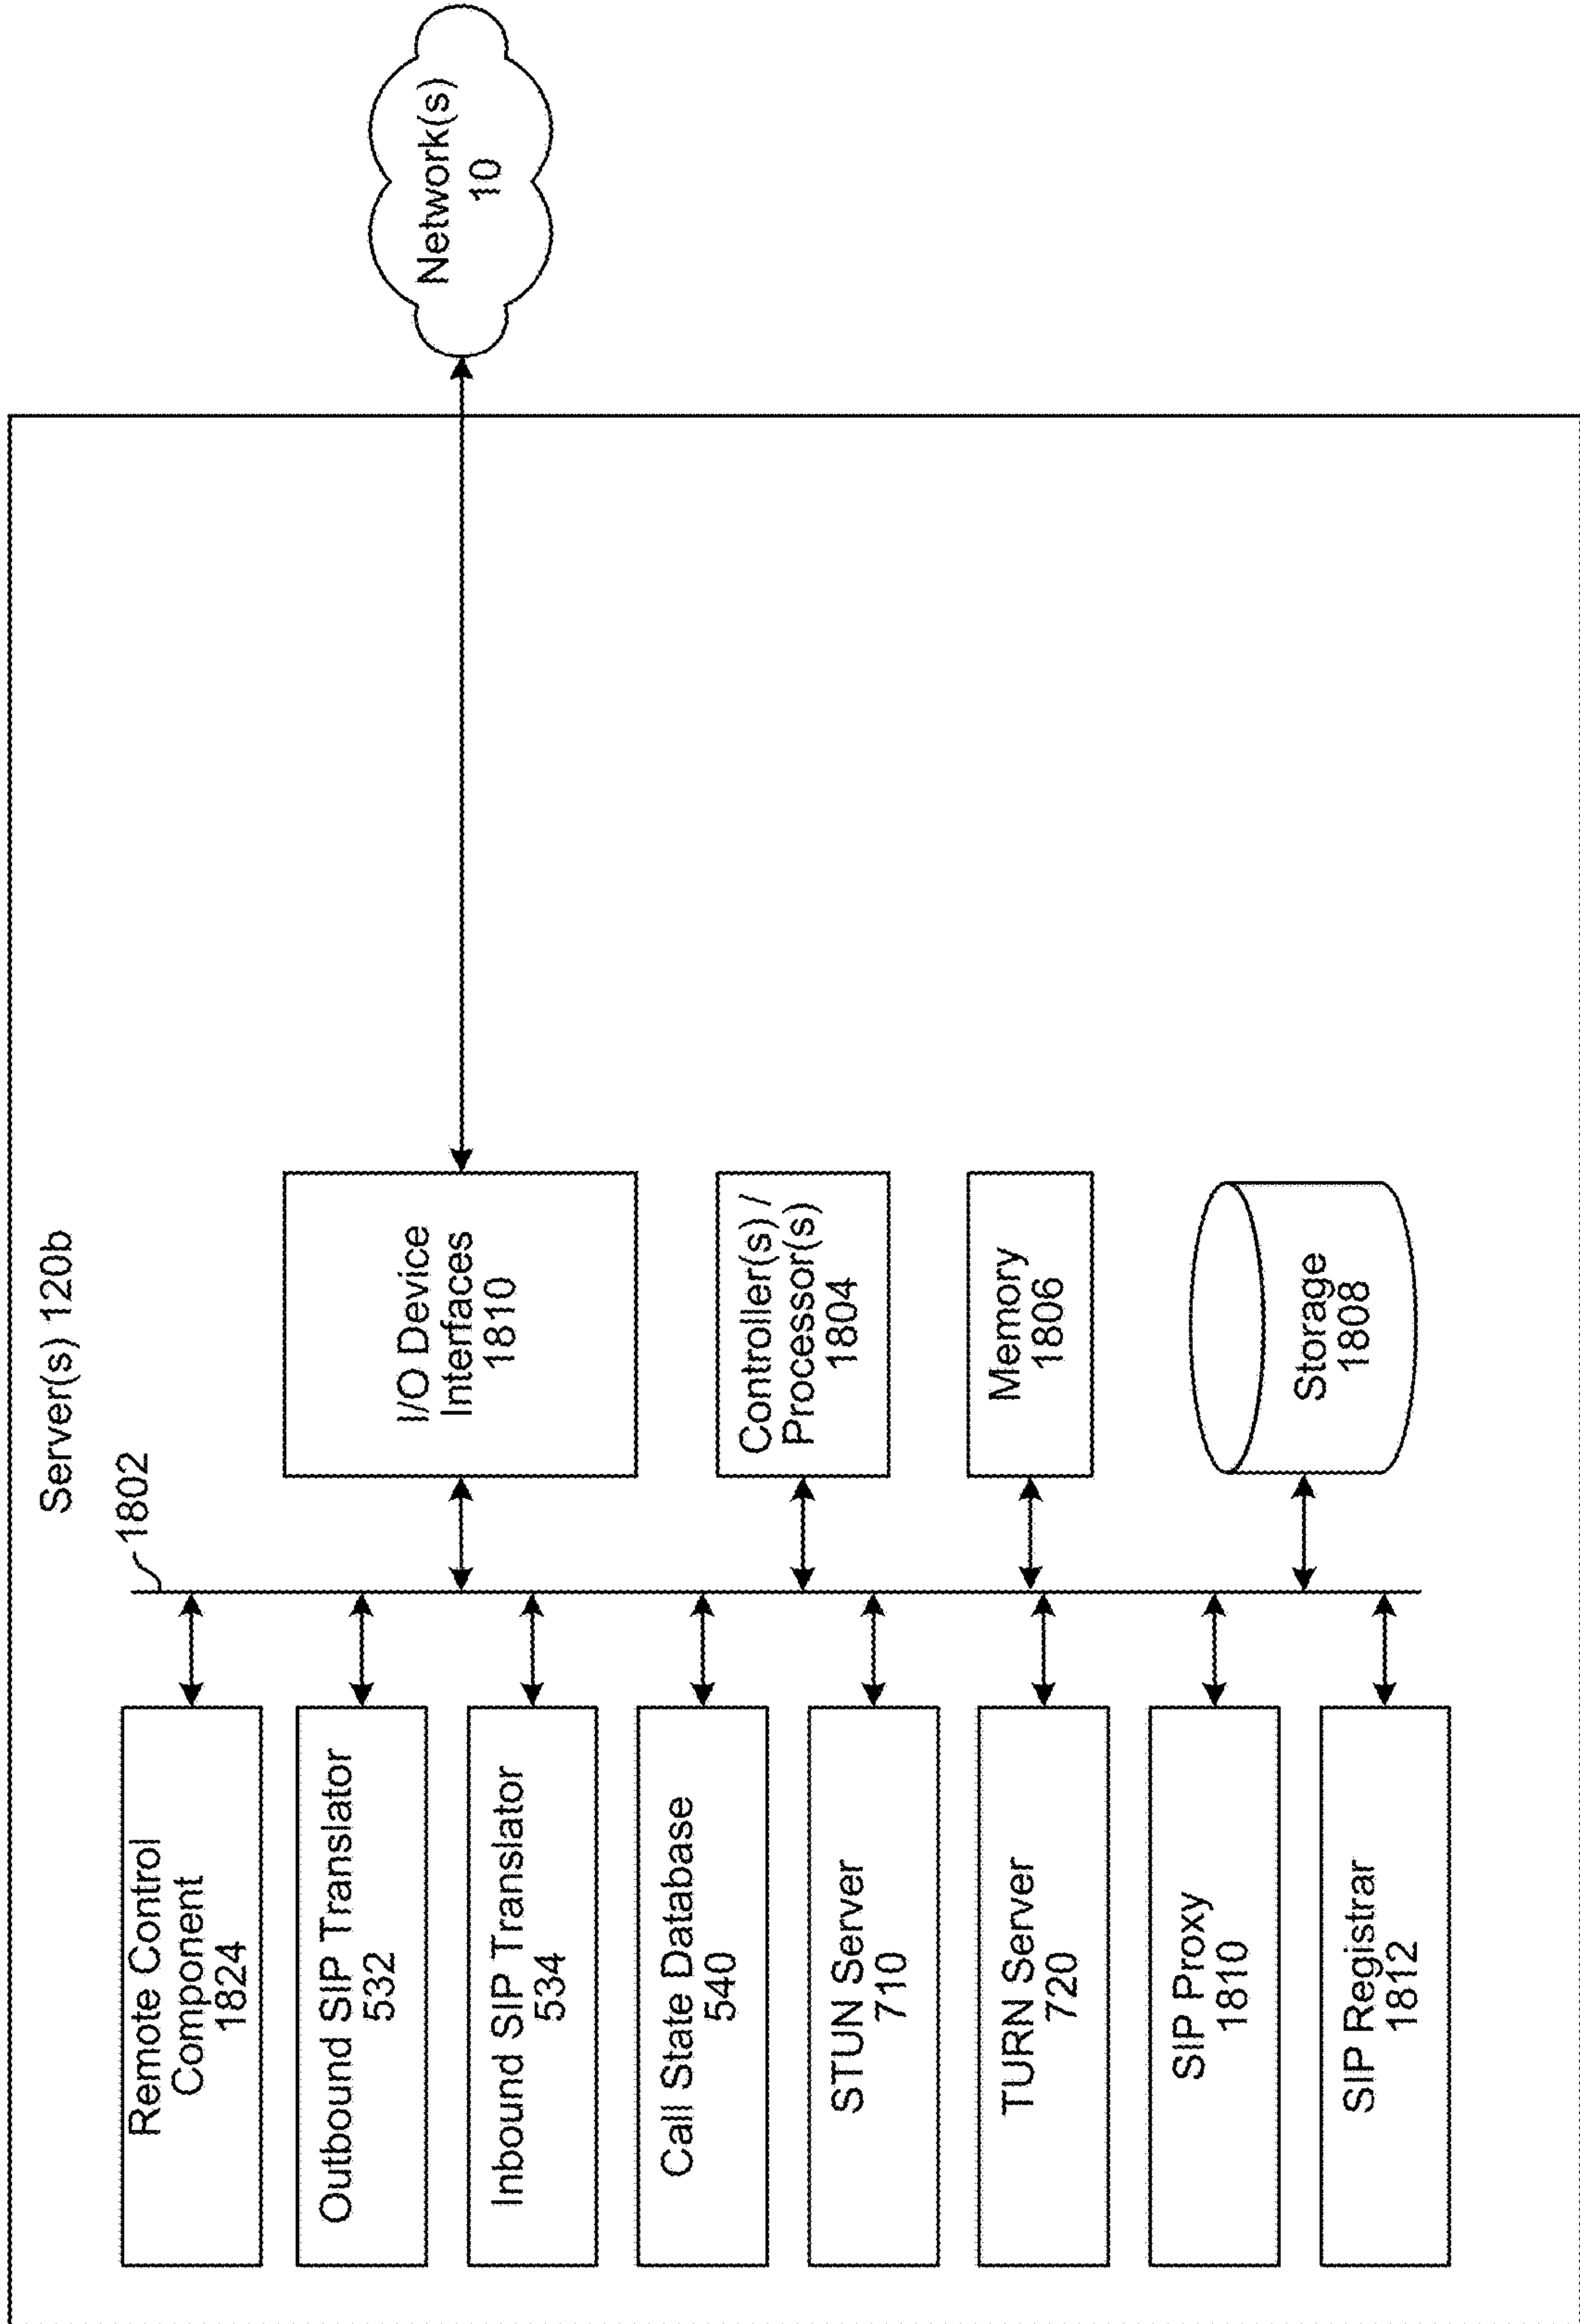 Server(s) 120b
1802
Remote Control
Component
1824
Outbound SIP Translator
532
Inbound SIP Translator
534
Call State Database
540
STUN Server
710
TURN Server
720
SIP Proxy
1810
SIP Registrar
1812
I/O Device
Interfaces
1810
Controller(s) /
Processor(s)
1804
Memory
1806
Storage
1808
Network(s)
10